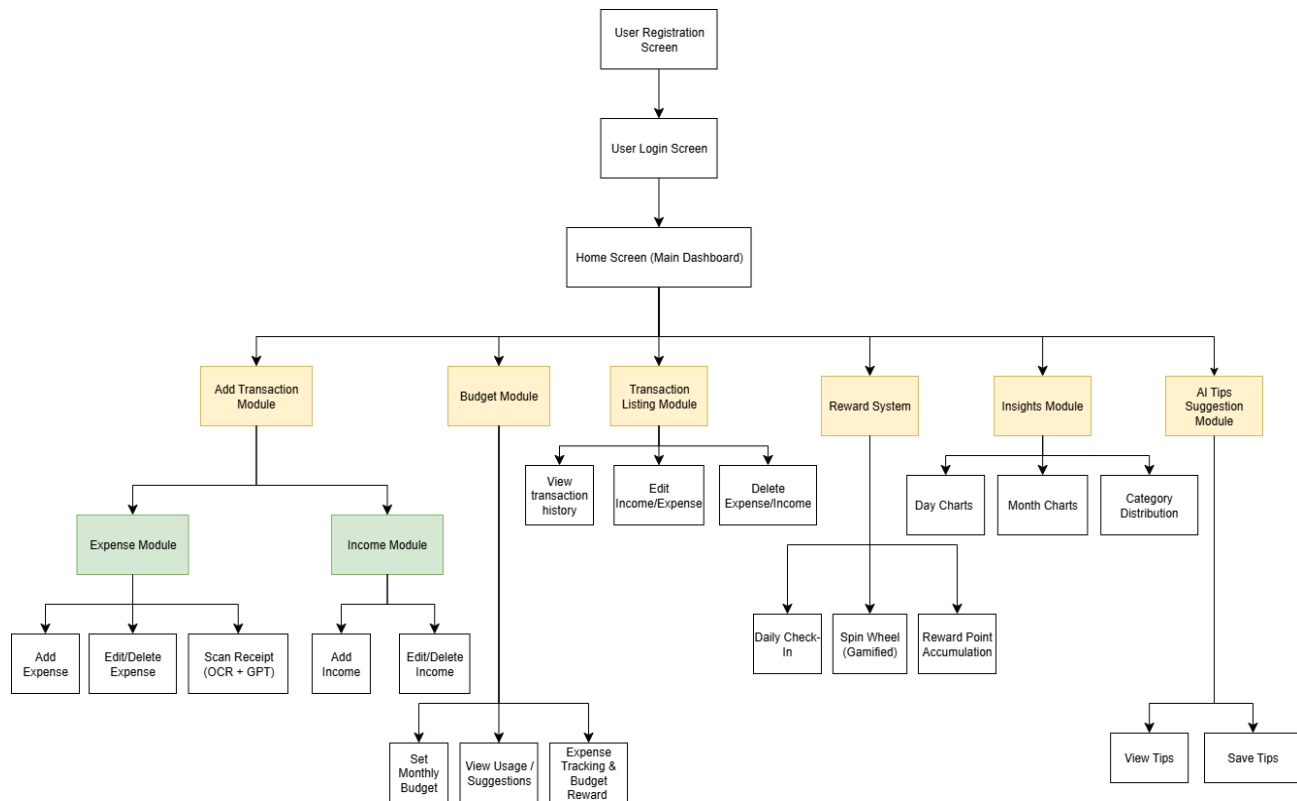 User Registration
Screen
User Login Screen
Home Screen (Main Dashboard)
Add Transaction
Module
Budget Module
Transaction
Listing Module
Reward System
Insights Module
AI Tips
Suggestion
Module
View
transaction
history
Edit
Income/Expense
Delete
Expense/Income
Day Charts
Month Charts
Category
Distribution
Expense Module
Income Module
Add
Expense
Edit/Delete
Expense
Scan Receipt
(OCR + GPT)
Add
Income
Edit/Delete
Income
Daily Check-
In
Spin Wheel
(Gamified)
Reward Point
Accumulation
Set
Monthly
Budget
View Usage /
Suggestions
Expense
Tracking &
Budget
Reward
View Tips
Save Tips